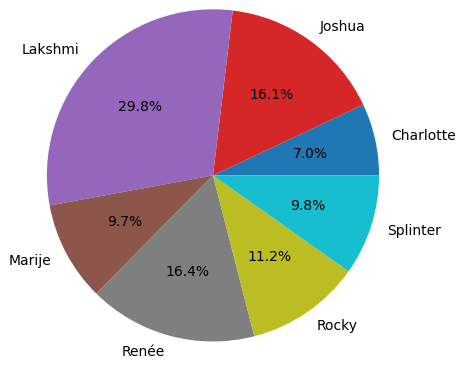 Joshua
Lakshmi
16.1%
29.8%
Charlotte
7.0%
9.8%
9.7%
Splinter
11.2%
Marije
16.4%
Rocky
Renée